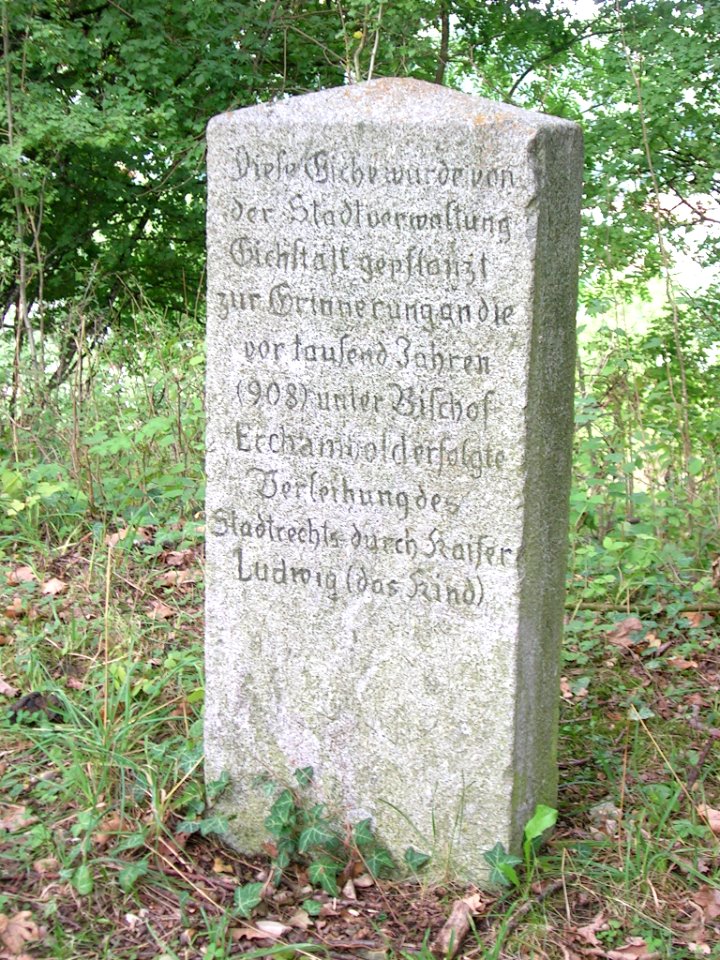 Diese Eiche wurde von
der Stadtverwaltung
Eichstätt gepflanzt
zur Erinnerung an die
vor tausend Jahren
(908) unter Bischof
Erchambold erfolgte
Verleihung des
Stadtrechts durch Kaiser
Ludwig (das Kind)